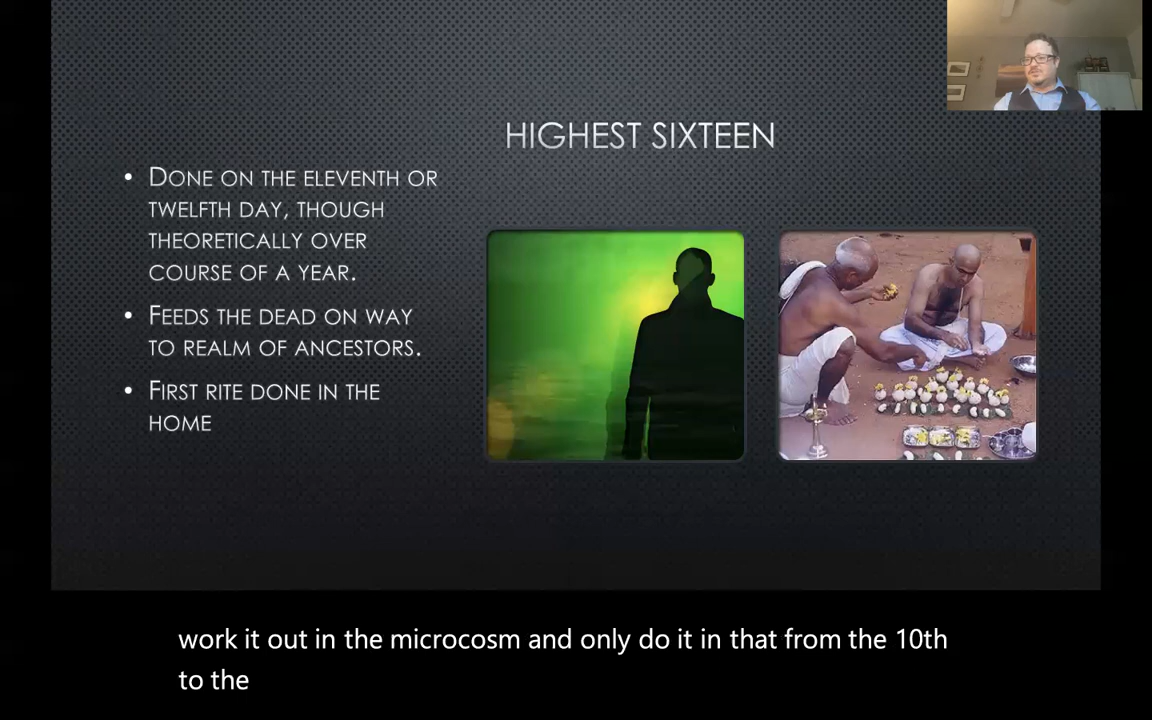 HIGHEST SIXTEEN
• DONE ON THE ELEVENTH OR
TWELFTH DAY, THOUGH
THEORETICALLY OVER
COURSE OF A YEAR.
• FEEDS THE DEAD ON WAY
TO REALM OF ANCESTORS.
• FIRST RITE DONE IN THE
HOME
work it out in the microcosm and only do it in that from the 10th
to the